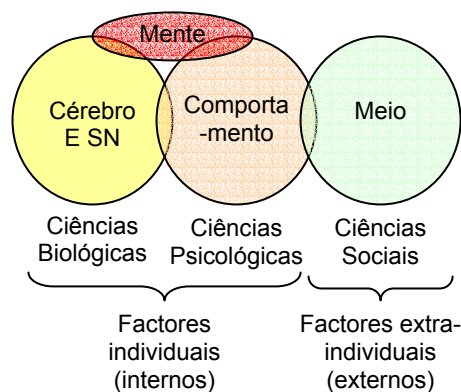 Mente
Cérebro
E SN
Comporta
-mento
Meio
Ciências
Biológicas
Ciências
Psicológicas
Ciências
Sociais
Factores
individuais
(internos)
Factores extra-
individuais
(externos)